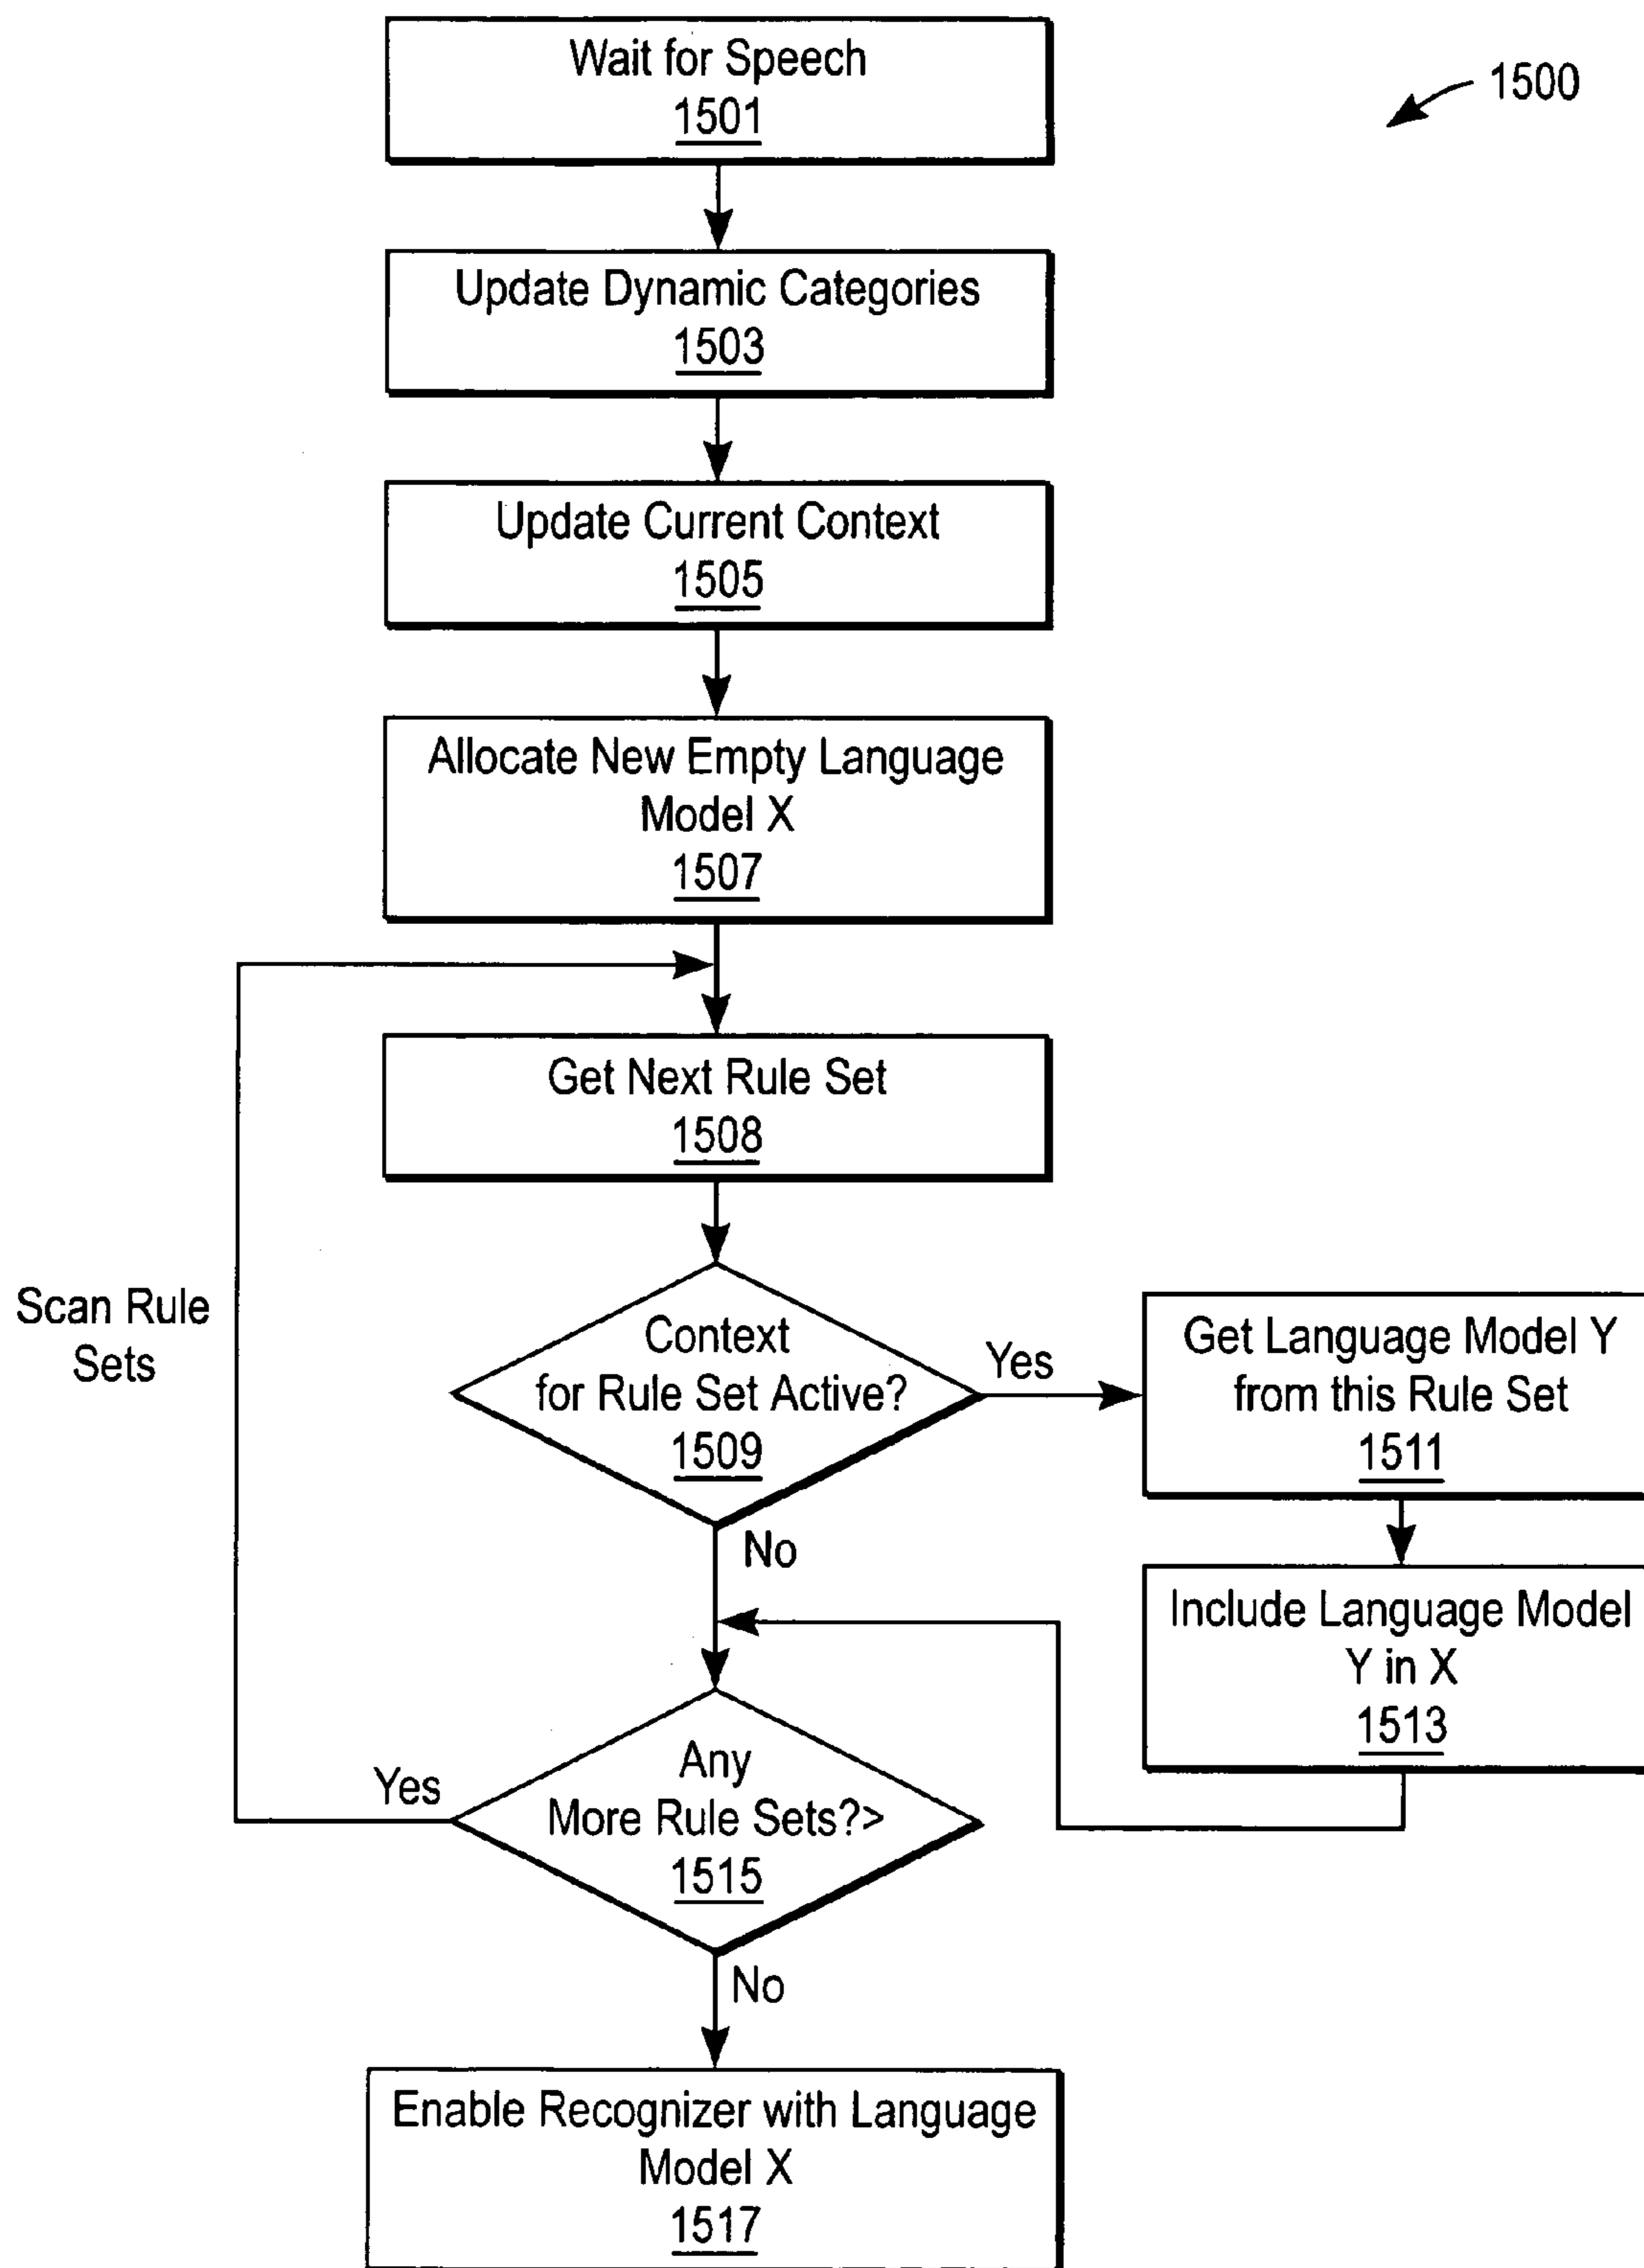 Wait for Speech
1501
1500
Update Dynamic Categories
1503
Update Current Context
1505
Allocate New Empty Language
Model X
1507
Get Next Rule Set
1508
Scan Rule
Sets
Context
for Rule Set Active?
1509
Yes
Get Language Model Y
from this Rule Set
1511
No
Include Language Model
Y in X
1513
Any
More Rule Sets?>
1515
Yes
No
Enable Recognizer with Language
Model X
1517